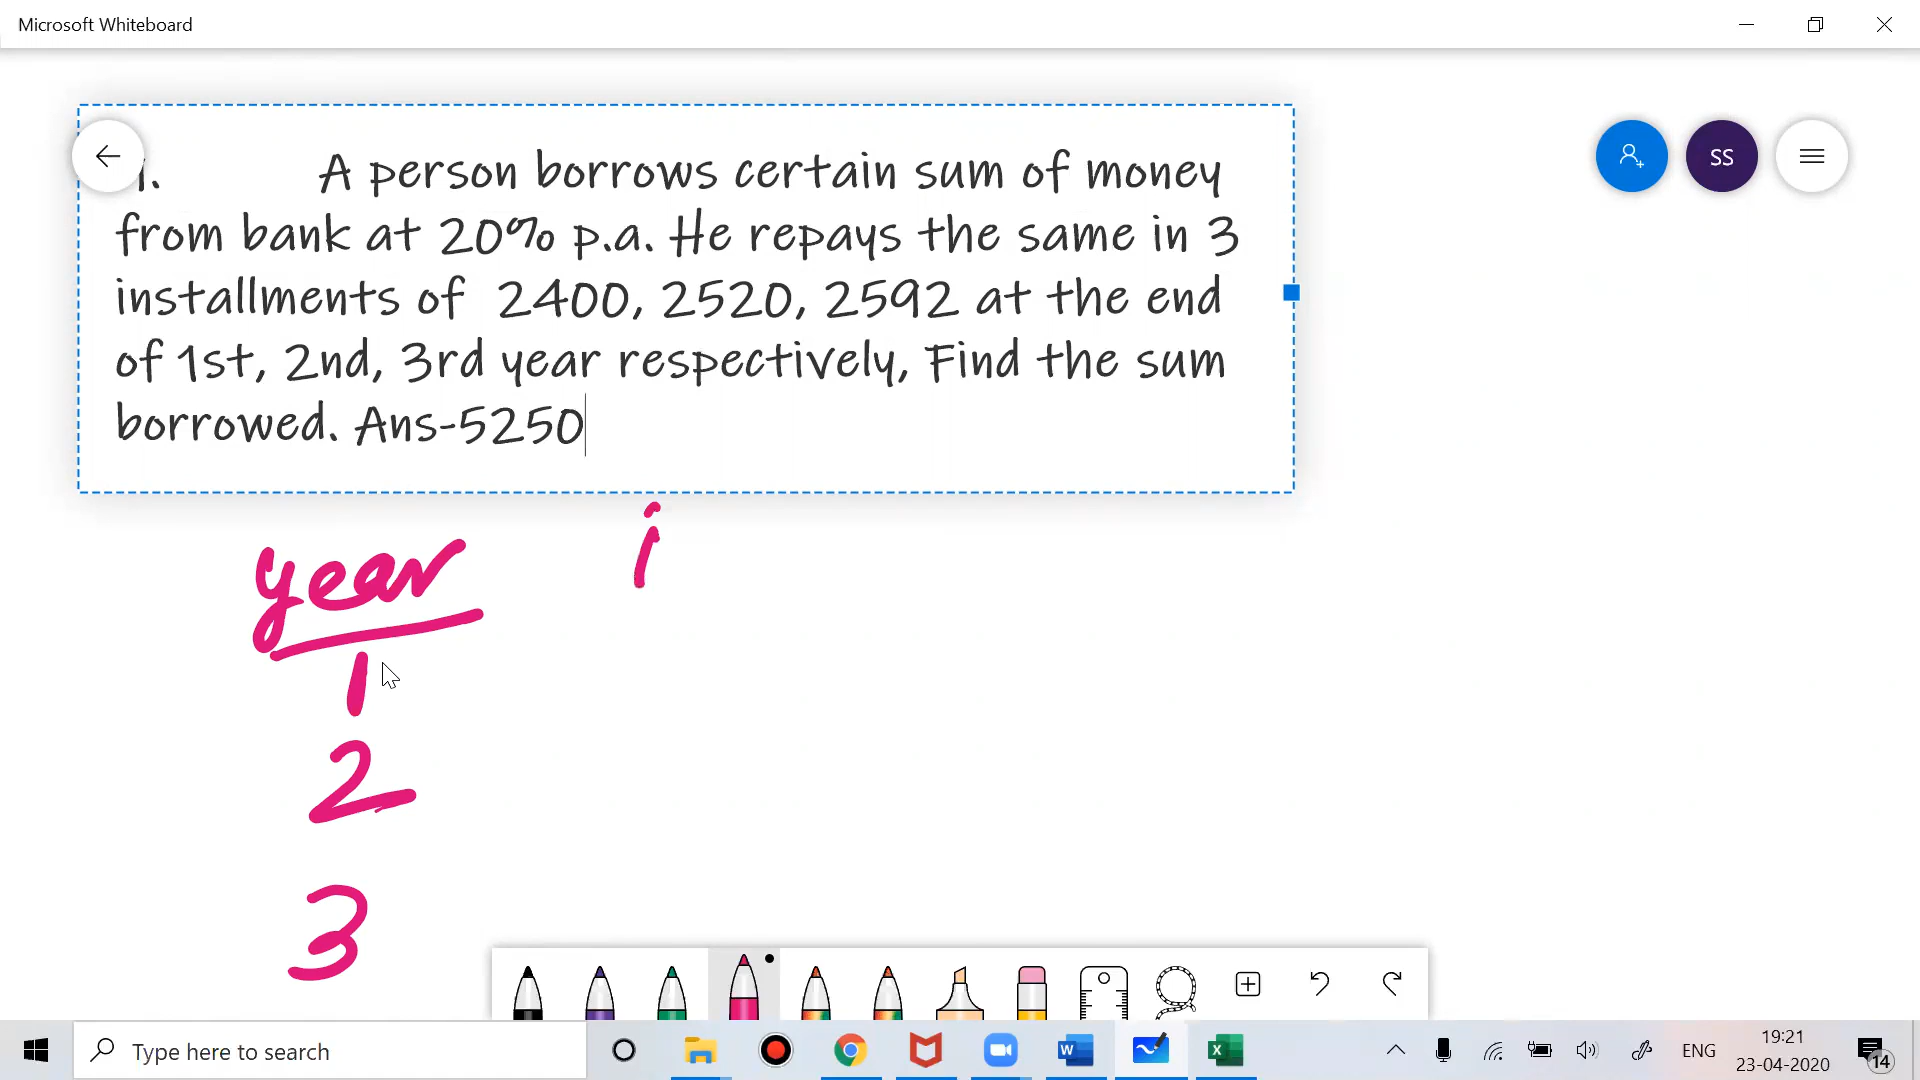 Microsoft Whiteboard
1. A person borrows certain sum of money
from bank at 20% p.a. He repays the same in 3
installments of 2400, 2520, 2592 at the end
of 1st, 2nd, 3rd year respectively, Find the sum
borrowed. Ans-5250
SS
year
i
1
2
3
Type here to search
ENG
19:21
23-04-2020
14